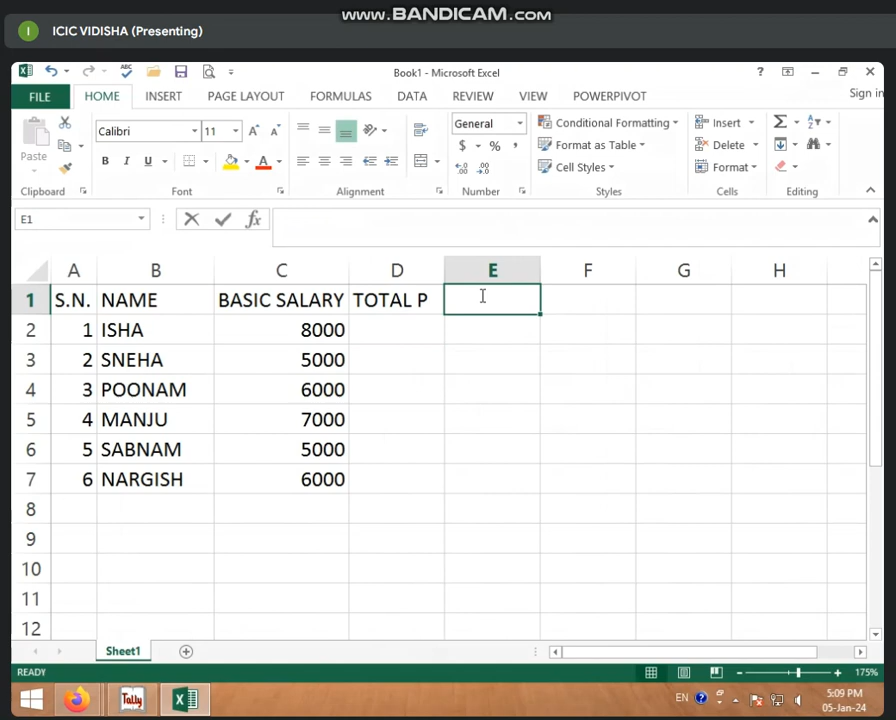 www.BANDICAM.com
I ICIC VIDISHA (Presenting)
ABC Book1 - Microsoft Excel ?
FILE HOME INSERT PAGE LAYOUT FORMULAS DATA REVIEW VIEW POWERPIVOT Sign in
Paste
Calibri 11 A A
B I U A
General
$ %
Conditional Formatting
Format as Table
Cell Styles
Insert
Delete
Format
Clipboard Font Alignment Number Styles Cells Editing
E1 fx
A B C D E F G H
1 S.N. NAME BASIC SALARY TOTAL P
2 1 ISHA 8000
3 2 SNEHA 5000
4 3 POONAM 6000
5 4 MANJU 7000
6 5 SABNAM 5000
7 6 NARGISH 6000
8
9
10
11
12
Sheet1
READY 175%
Tally EN 5:09 PM
05-Jan-24